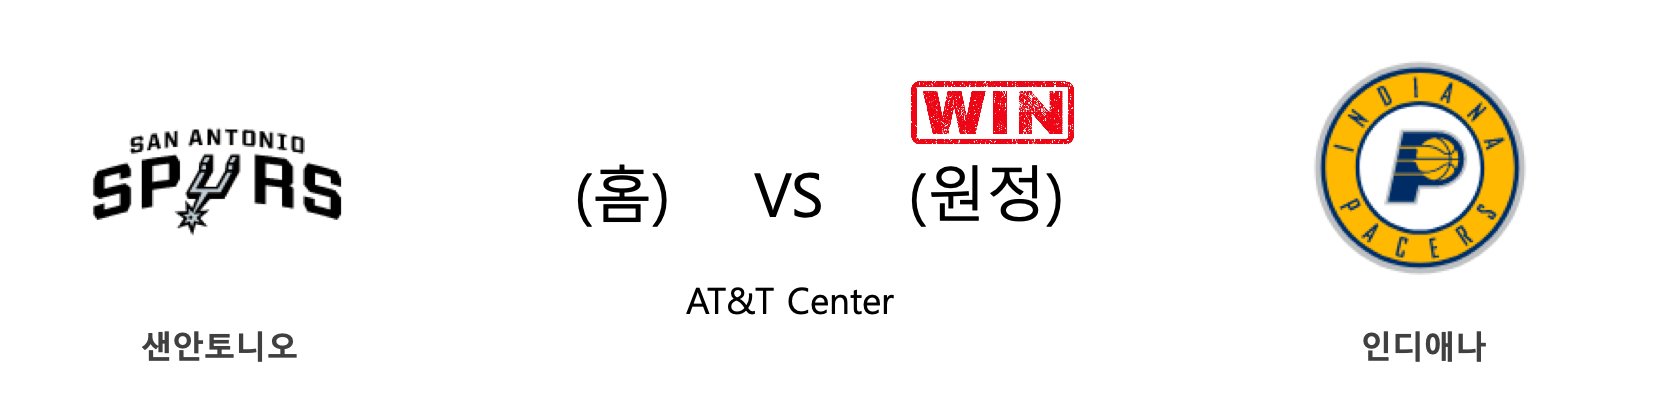 SAN ANTONIO
SPURS
샌안토니오
(홈)
VS
WIN
(원정)
AT&T Center
INDIANA
P
PACERS
인디애나